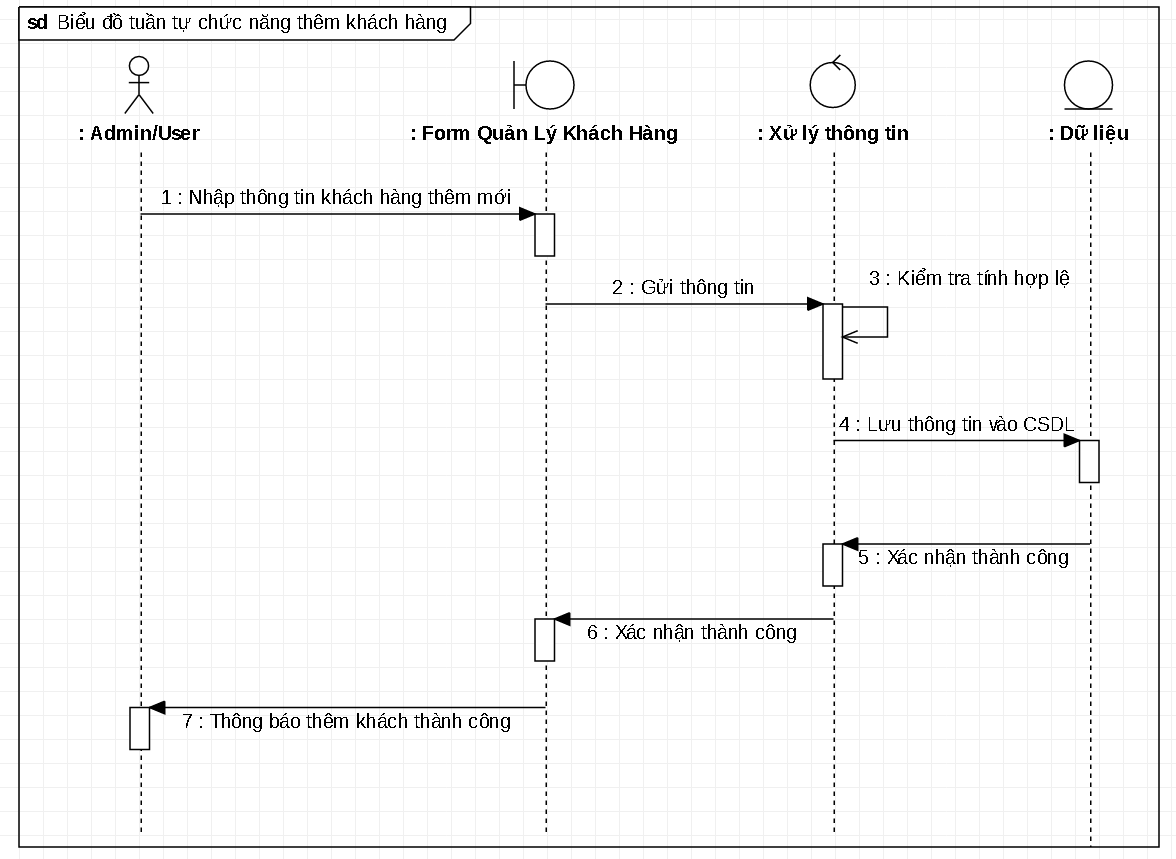 sd Biểu đồ tuần tự chức năng thêm khách hàng
: Admin/User
: Form Quản Lý Khách Hàng
: Xử lý thông tin
: Dữ liệu
1 : Nhập thông tin khách hàng thêm mới
2 : Gửi thông tin
3 : Kiểm tra tính hợp lệ
4 : Lưu thông tin vào CSDL
5 : Xác nhận thành công
6 : Xác nhận thành công
7 : Thông báo thêm khách thành công